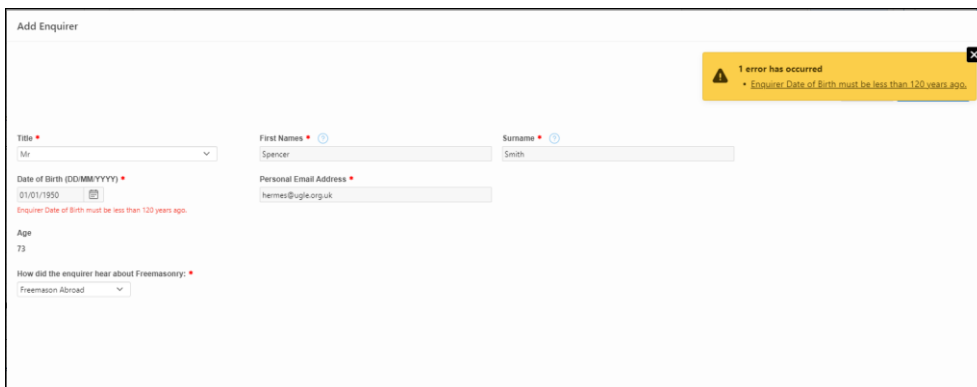 Add Enquirer
1 error has occurred
• Enquirer Date of Birth must be less than 120 years ago.
Title *
First Names *
Surname *
Mr
Spencer
Smith
Date of Birth (DD/MM/YYYY) *
Personal Email Address *
01/01/1950
hermes@ugle.org.uk
Enquirer Date of Birth must be less than 120 years ago.
Age
73
How did the enquirer hear about Freemasonry: *
Freemason Abroad